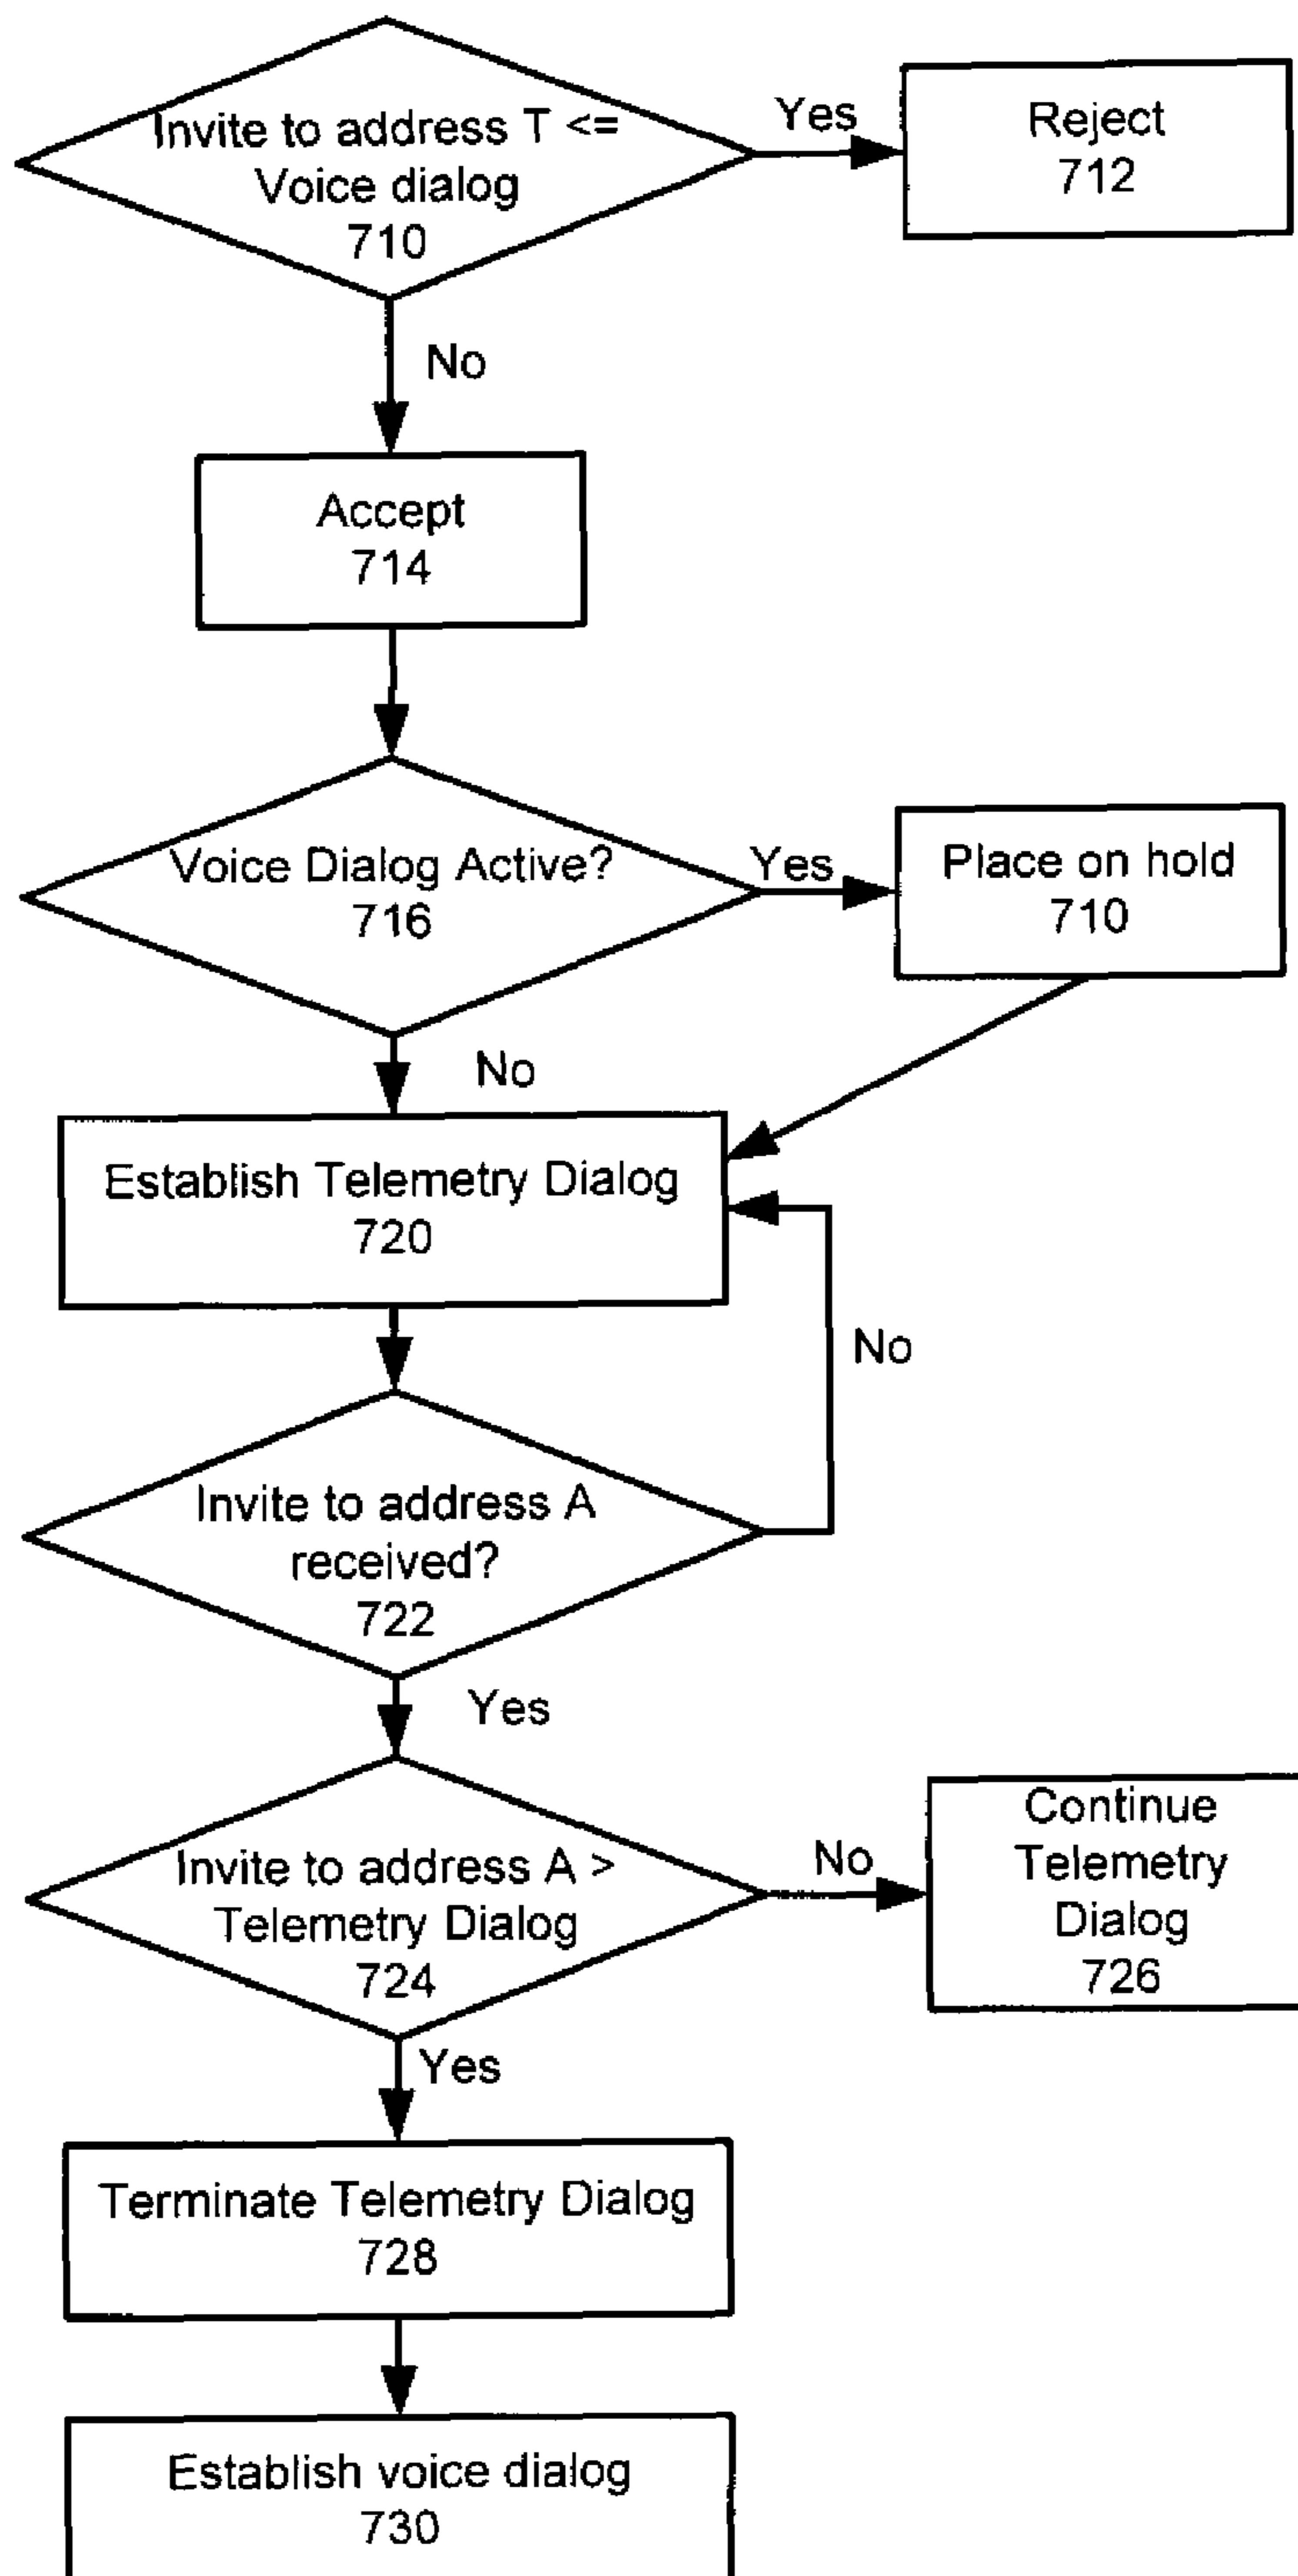 Invite to address T <=
Voice dialog
710
Yes
Reject
712
No
Accept
714
Voice Dialog Active?
716
Yes
Place on hold
710
No
Establish Telemetry Dialog
720
No
Invite to address A
received?
722
Yes
Invite to address A >
Telemetry Dialog
724
No
Continue
Telemetry
Dialog
726
Yes
Terminate Telemetry Dialog
728
Establish voice dialog
730